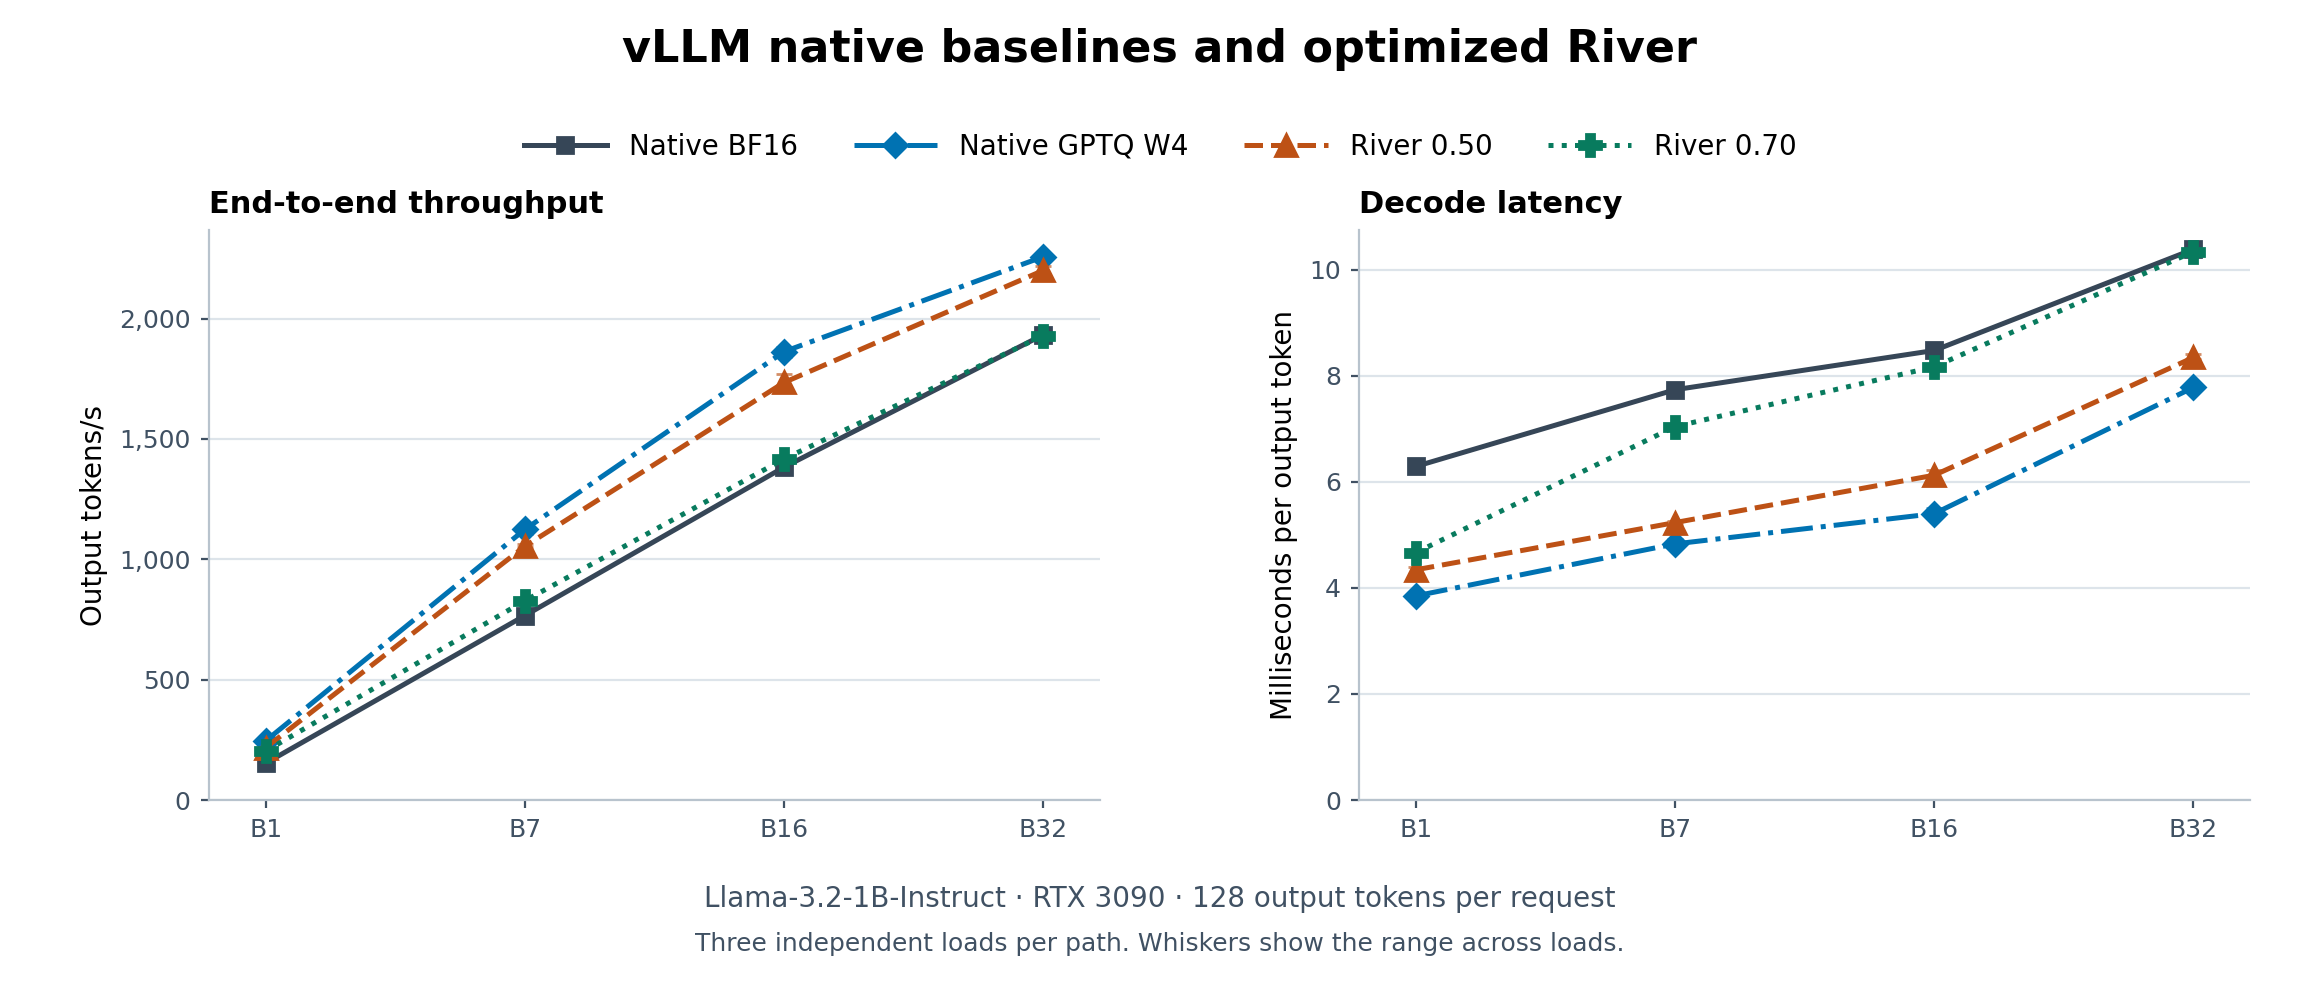 vLLM native baselines and optimized River
Native BF16
Native GPTQ W4
River 0.50
River 0.70
End-to-end throughput
Output tokens/s
2,000
1,500
1,000
500
0
B1
B7
B16
B32
Decode latency
Milliseconds per output token
10
8
6
4
2
0
B1
B7
B16
B32
Llama-3.2-1B-Instruct · RTX 3090 · 128 output tokens per request
Three independent loads per path. Whiskers show the range across loads.